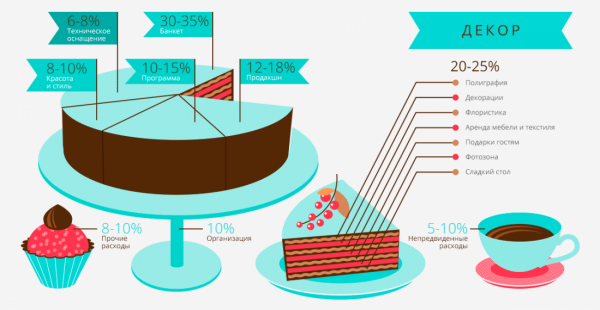 6-8%
Техническое
оснащение
30-35%
Банкет
8-10%
Красота
и стиль
10-15%
Программа
12-18%
Продакшн
ДЕКОР
20-25%
Полиграфия
Декорации
Флористика
Аренда мебели и текстиля
Подарки гостям
Фотозона
Сладкий стол
8-10%
Прочие
расходы
10%
Организация
5-10%
Непредвиденные
расходы